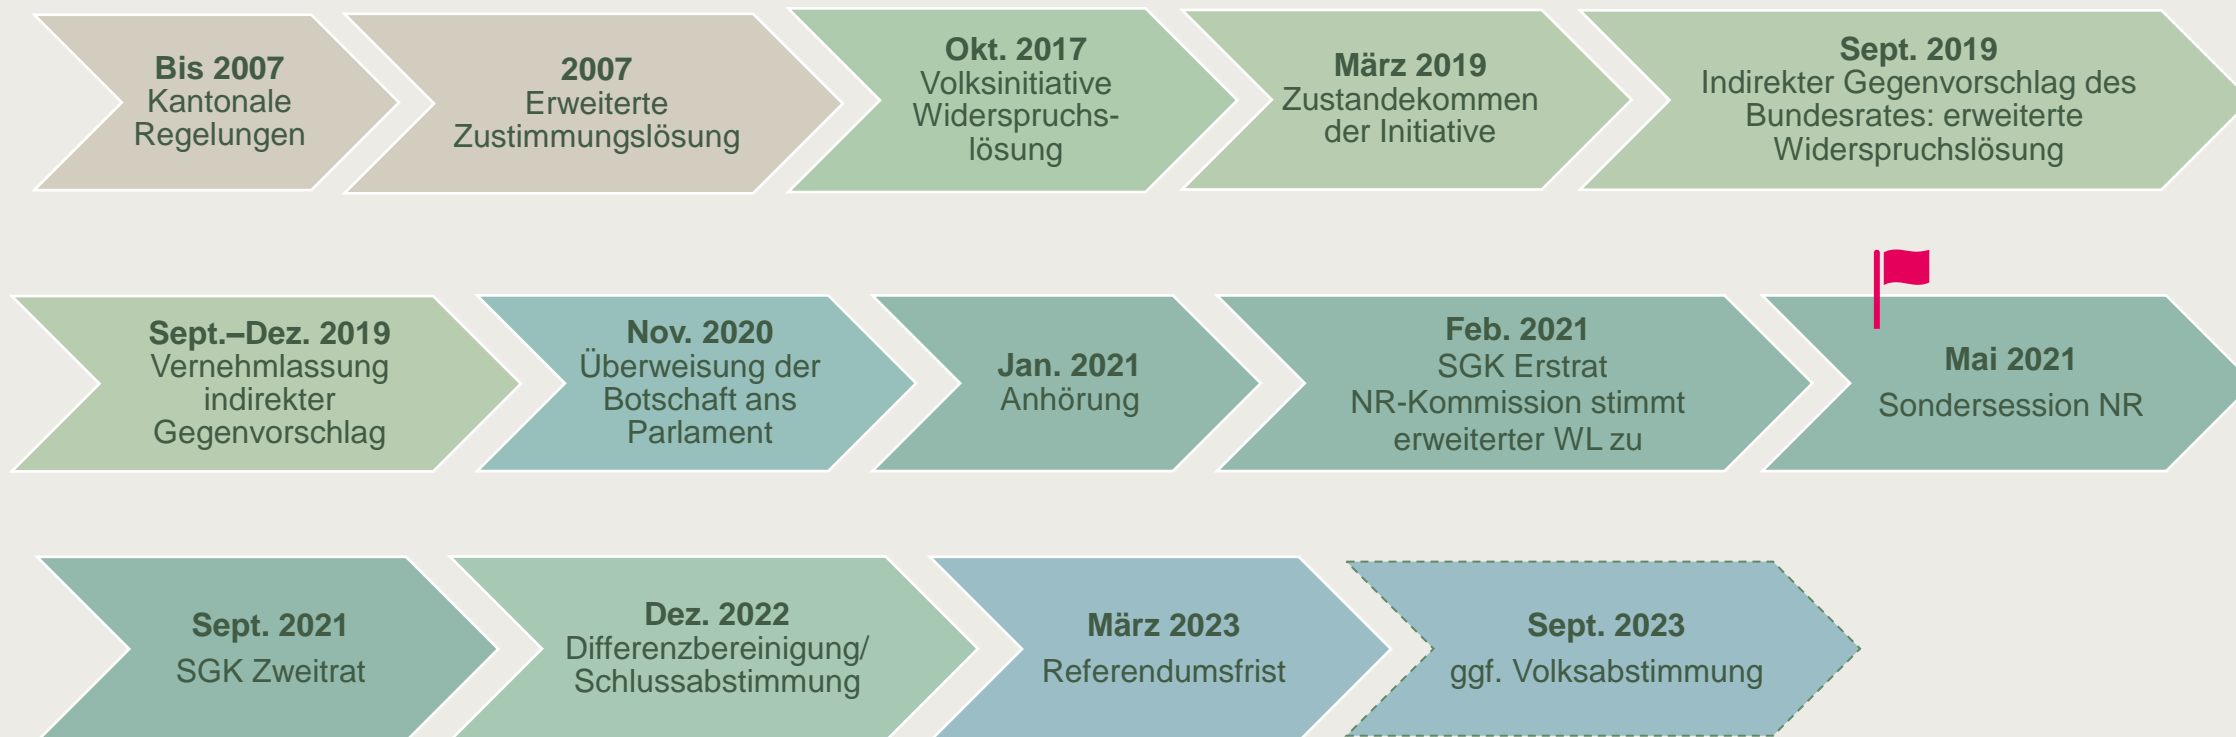 Bis 2007
Kantonale
Regelungen
2007
Erweiterte
Zustimmungslösung
Okt. 2017
Volksinitiative
Widerspruchs-
lösung
März 2019
Zustandekommen
der Initiative
Sept. 2019
Indirekter Gegenvorschlag des
Bundesrates: erweiterte
Widerspruchslösung
Sept.–Dez. 2019
Vernehmlassung
indirekter
Gegenvorschlag
Nov. 2020
Überweisung der
Botschaft ans
Parlament
Jan. 2021
Anhörung
Feb. 2021
SGK Erstrat
NR-Kommission stimmt
erweiterter WL zu
Mai 2021
Sondersession NR
Sept. 2021
SGK Zweitrat
Dez. 2022
Differenzbereinigung/
Schlussabstimmung
März 2023
Referendumsfrist
Sept. 2023
ggf. Volksabstimmung